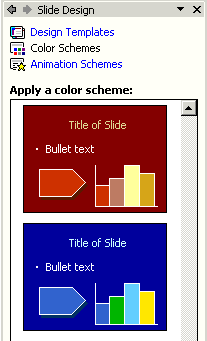 Slide Design
Design Templates
Color Schemes
Animation Schemes
Apply a color scheme:
Title of Slide
• Bullet text
Title of Slide
• Bullet text